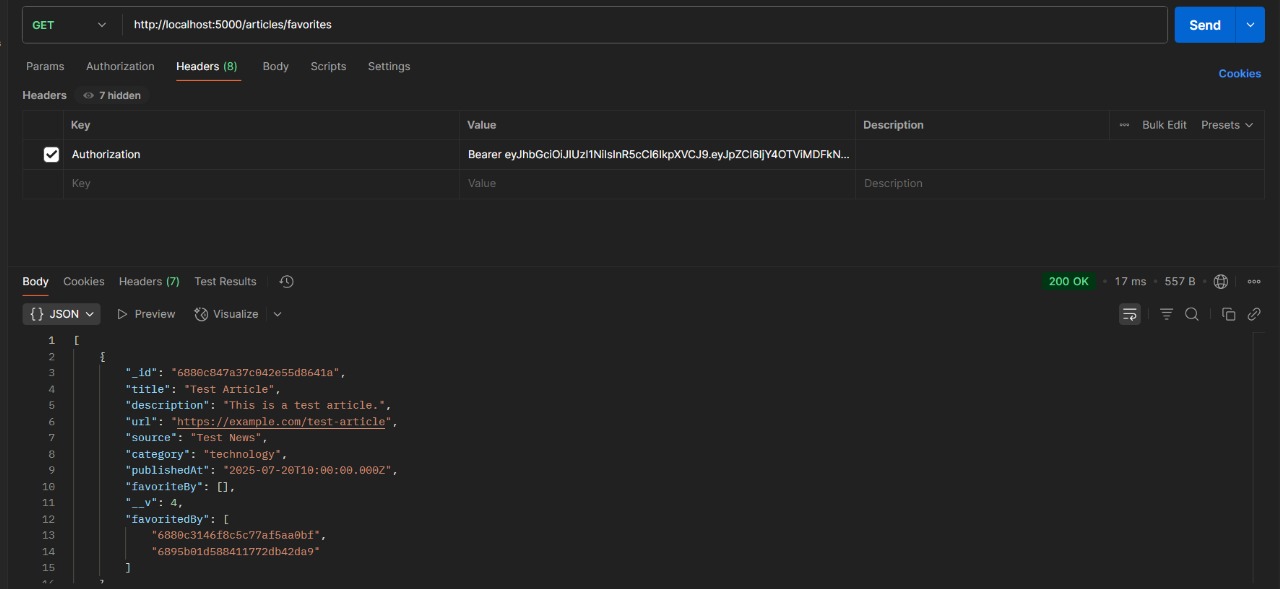 GET http://localhost:5000/articles/favorites Send
Params Authorization Headers (8) Body Scripts Settings Cookies
Headers 7 hidden
Key Value Description Bulk Edit Presets
Authorization Bearer eyJhbGciOiJIUzI1NiIsInR5cCI6IkpXVCJ9.eyJpZCI6IjY4OTViMDFkN...
Key Value Description
Body Cookies Headers (7) Test Results 200 OK 17 ms 557 B
{} JSON Preview Visualize
1 [
2 {
3 "_id": "6880c847a37c042e55d8641a",
4 "title": "Test Article",
5 "description": "This is a test article.",
6 "url": "https://example.com/test-article",
7 "source": "Test News",
8 "category": "technology",
9 "publishedAt": "2025-07-20T10:00:00.000Z",
10 "favoriteBy": [],
11 "__v": 4,
12 "favoritedBy": [
13 "6880c3146f8c5c77af5aa0bf",
14 "6895b01d588411772db42da9"
15 ]